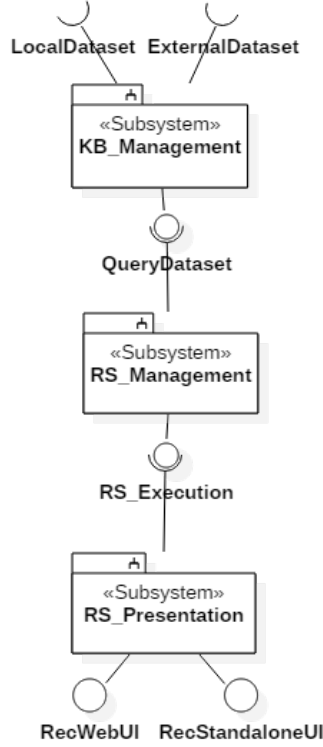 LocalDataset ExternalDataset
«Subsystem»
KB_Management
QueryDataset
«Subsystem»
RS_Management
RS_Execution
«Subsystem»
RS_Presentation
RecWebUI RecStandaloneUI